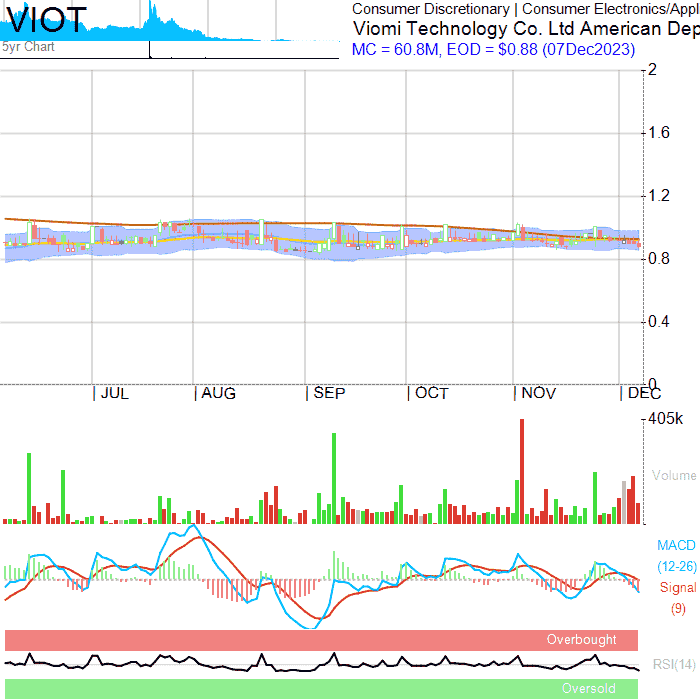 VIOT
Consumer Discretionary | Consumer Electronics/Appl
Viomi Technology Co. Ltd American Dep
5yr Chart
MC = 60.8M, EOD = $0.88 (07Dec2023)
2
1.6
1.2
0.8
0.4
0
JUL
AUG
SEP
OCT
NOV
DEC
405k
Volume
MACD
(12-26)
Signal
(9)
Overbought
RSI(14)
Oversold